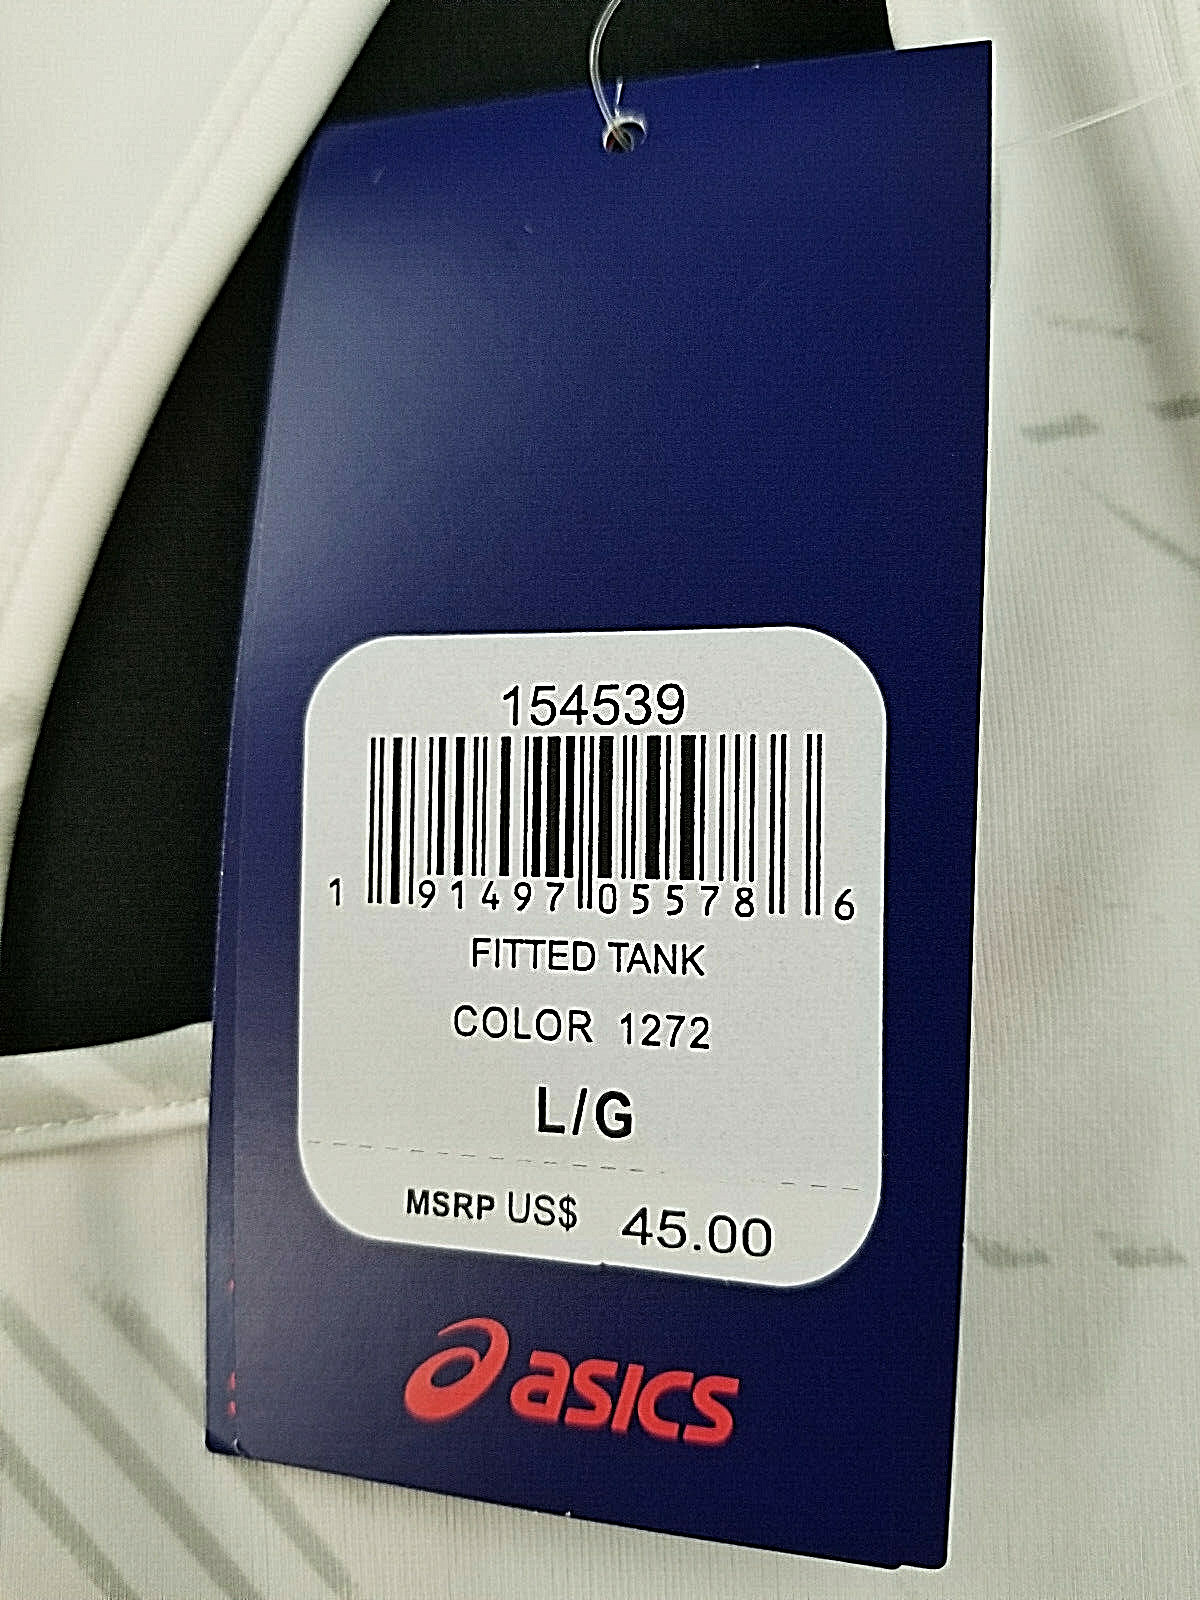 154539
1 91497 05578 6
FITTED TANK
COLOR 1272
L/G
MSRP US$ 45.00
asics